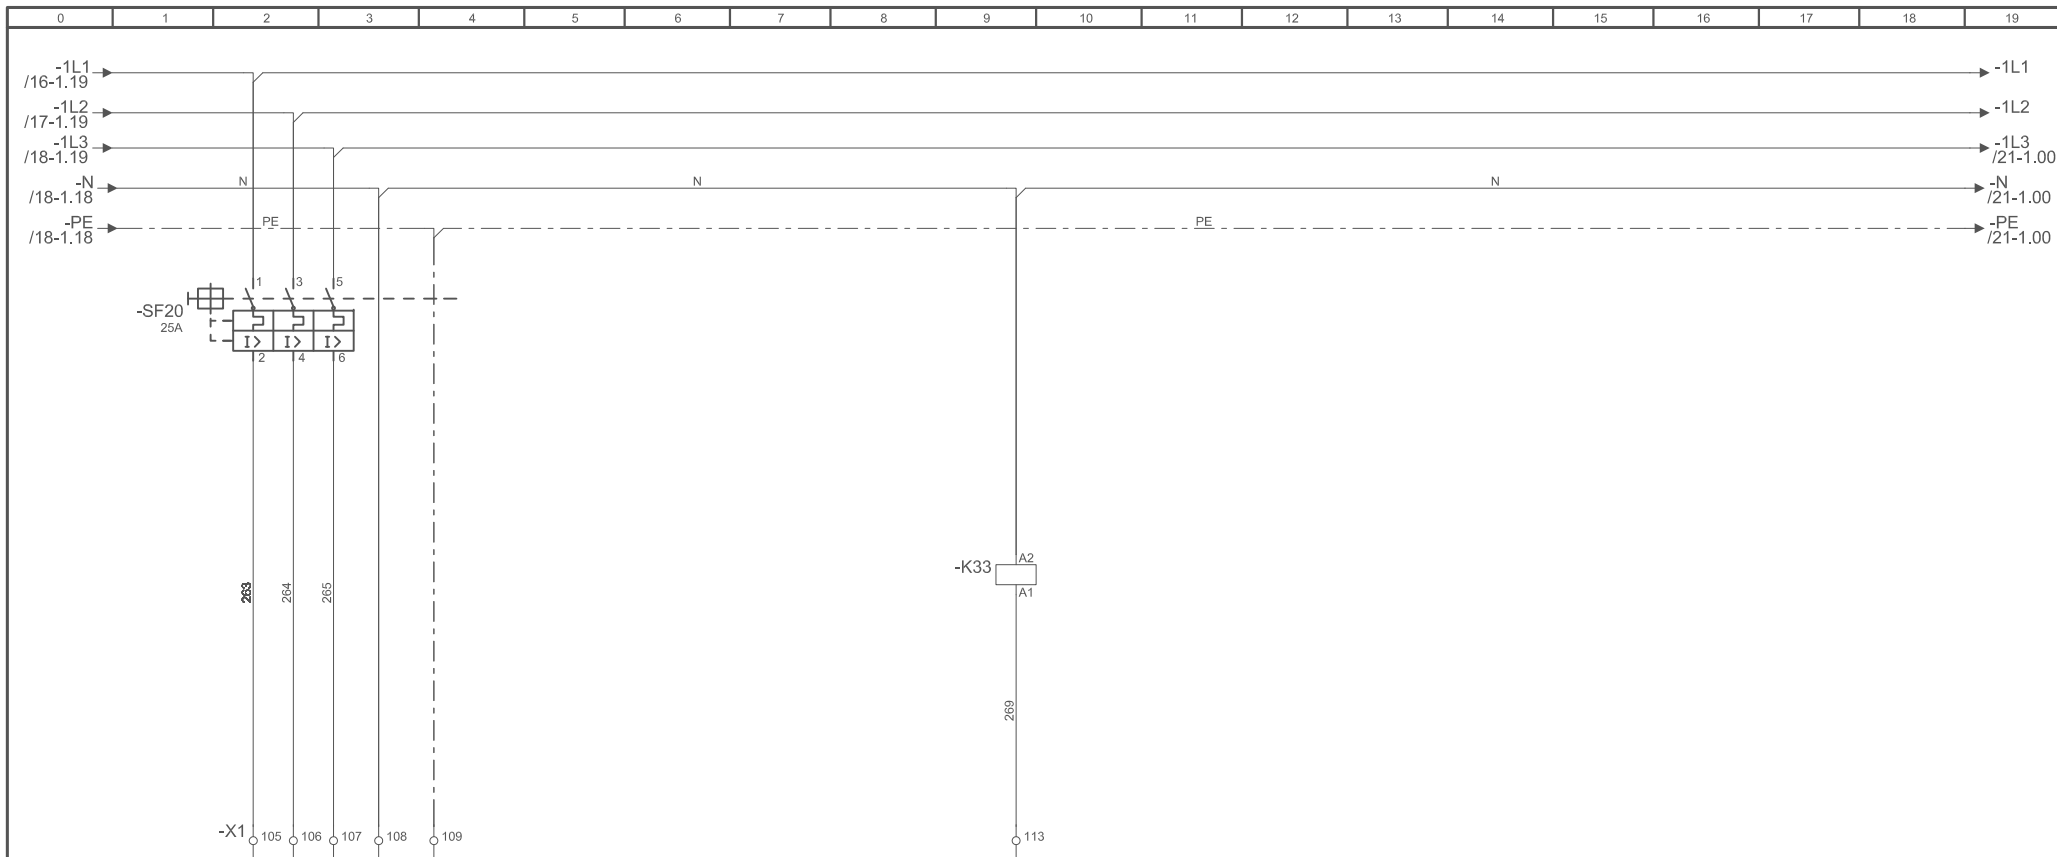 0 1 2 3 4 5 6 7 8 9 10 11 12 13 14 15 16 17 18 19
-1L1 -1L1
/16-1.19
-1L2 -1L2
/17-1.19
-1L3 -1L3
/18-1.19 /21-1.00
-N N N N -N
/18-1.18 /21-1.00
-PE PE PE -PE
/18-1.18 /21-1.00
1 3 5
-SF20
25A
I> I> I>
2 4 6
A2
-K33
A1
263 264 265
269
-X1 105 106 107 108 109 113